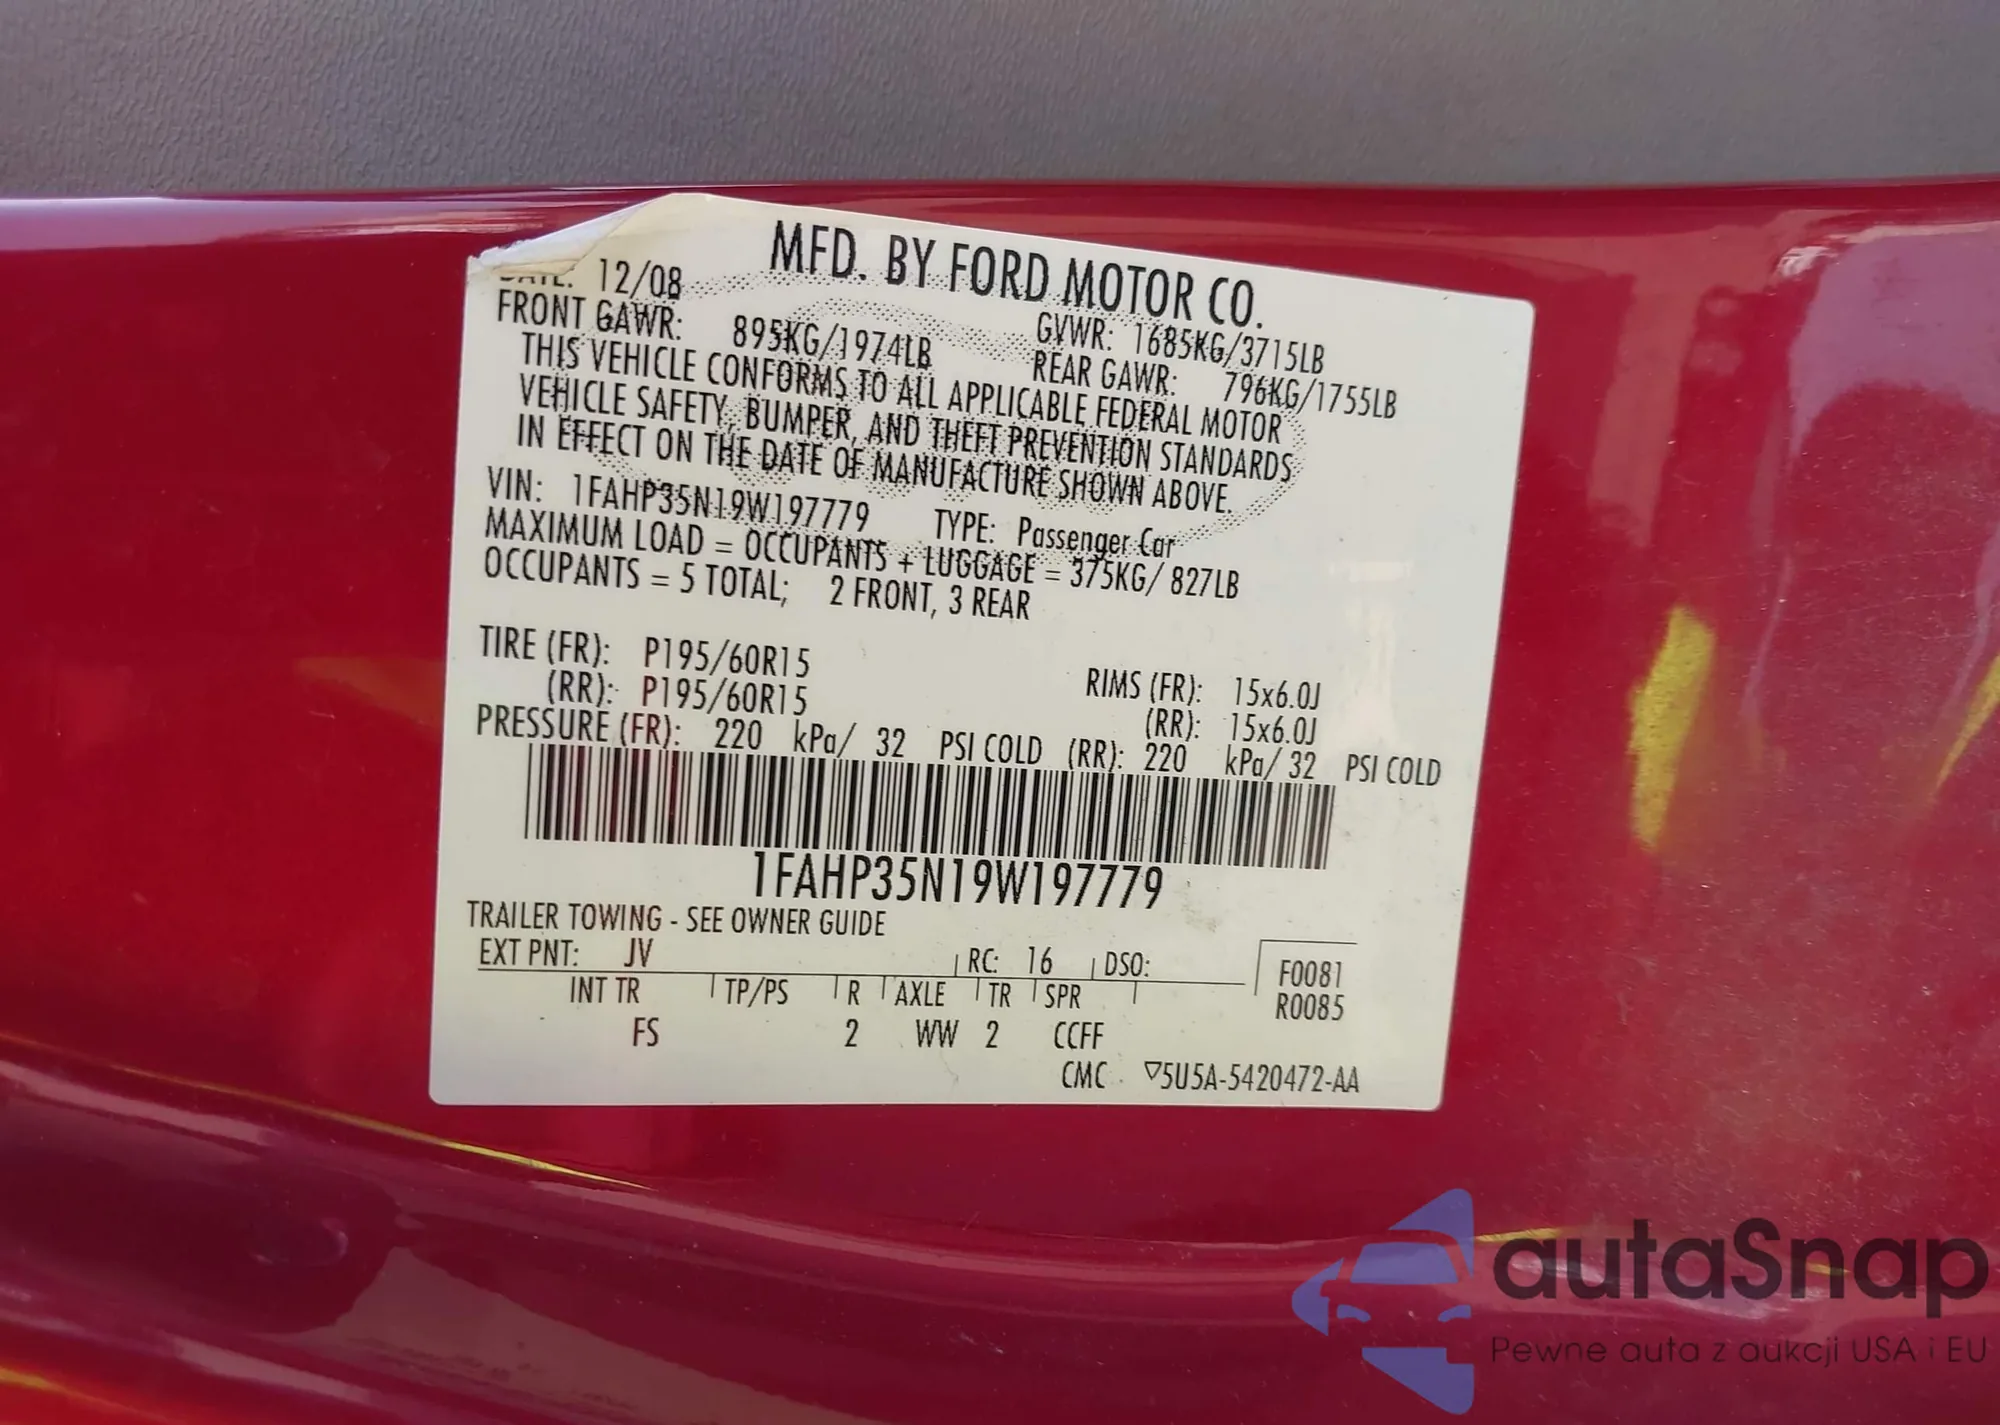 MFD. BY FORD MOTOR CO.
DATE: 12/08 GVWR: 1685KG/3715LB
FRONT GAWR: 895KG/1974LB REAR GAWR: 796KG/1755LB
THIS VEHICLE CONFORMS TO ALL APPLICABLE FEDERAL MOTOR
VEHICLE SAFETY, BUMPER, AND THEFT PREVENTION STANDARDS
IN EFFECT ON THE DATE OF MANUFACTURE SHOWN ABOVE.
VIN: 1FAHP35N19W197779 TYPE: Passenger Car
MAXIMUM LOAD = OCCUPANTS + LUGGAGE = 375KG/ 827LB
OCCUPANTS = 5 TOTAL; 2 FRONT, 3 REAR
TIRE (FR): P195/60R15 RIMS (FR): 15x6.0J
(RR): P195/60R15 (RR): 15x6.0J
PRESSURE (FR): 220 kPa/ 32 PSI COLD (RR): 220 kPa/ 32 PSI COLD
1FAHP35N19W197779
TRAILER TOWING - SEE OWNER GUIDE
EXT PNT: JV RC: 16 DSO: F0081
INT TR TP/PS R AXLE TR SPR R0085
FS 2 WW 2 CCFF
CMC ▽5U5A-5420472-AA
autaSnap
Pewne auta z aukcji USA i EU